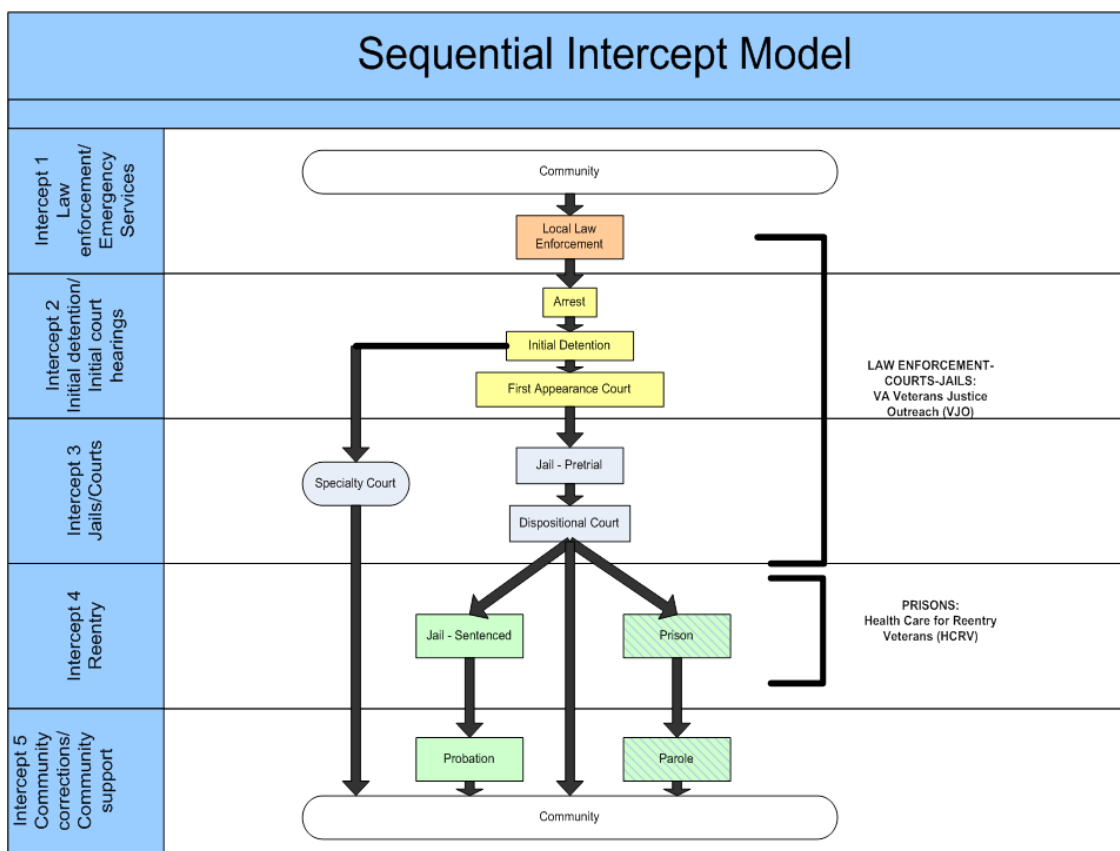 Sequential Intercept Model
Intercept 1
Law
enforcement/
Emergency
Services
Community
Local Law
Enforcement
Intercept 2
Initial detention/
Initial court
hearings
Arrest
Initial Detention
First Appearance Court
LAW ENFORCEMENT-
COURTS-JAILS:
VA Veterans Justice
Outreach (VJO)
Intercept 3
Jails/Courts
Specialty Court
Jail - Pretrial
Dispositional Court
Intercept 4
Reentry
Jail - Sentenced
Prison
PRISONS:
Health Care for Reentry
Veterans (HCRV)
Intercept 5
Community
corrections/
Community
support
Probation
Parole
Community